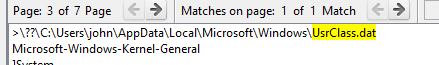 Page: 3 of 7 Page Matches on page: 1 of 1 Match
>\??\C:\Users\john\AppData\Local\Microsoft\Windows\UsrClass.dat
Microsoft-Windows-Kernel-General
]System